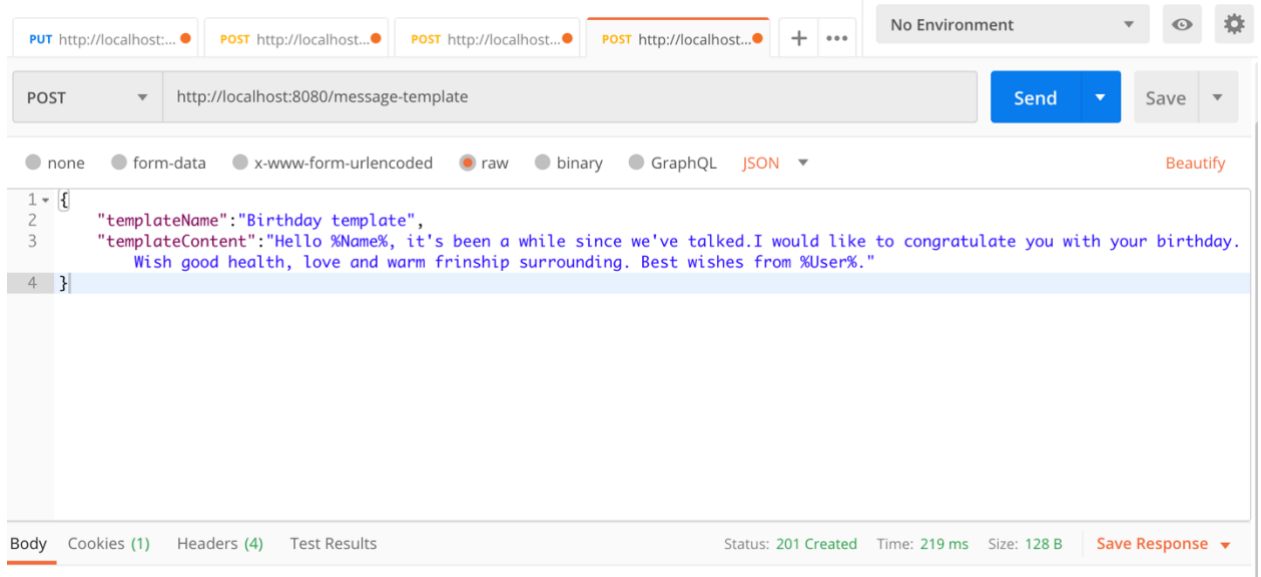 PUT http://localhost:... POST http://localhost... POST http://localhost... POST http://localhost... + ••• No Environment
POST http://localhost:8080/message-template Send Save
none form-data x-www-form-urlencoded raw binary GraphQL JSON Beautify
1 {
2 "templateName":"Birthday template",
3 "templateContent":"Hello %Name%, it's been a while since we've talked.I would like to congratulate you with your birthday.
Wish good health, love and warm frinship surrounding. Best wishes from %User%."
4 }
Body Cookies (1) Headers (4) Test Results Status: 201 Created Time: 219 ms Size: 128 B Save Response